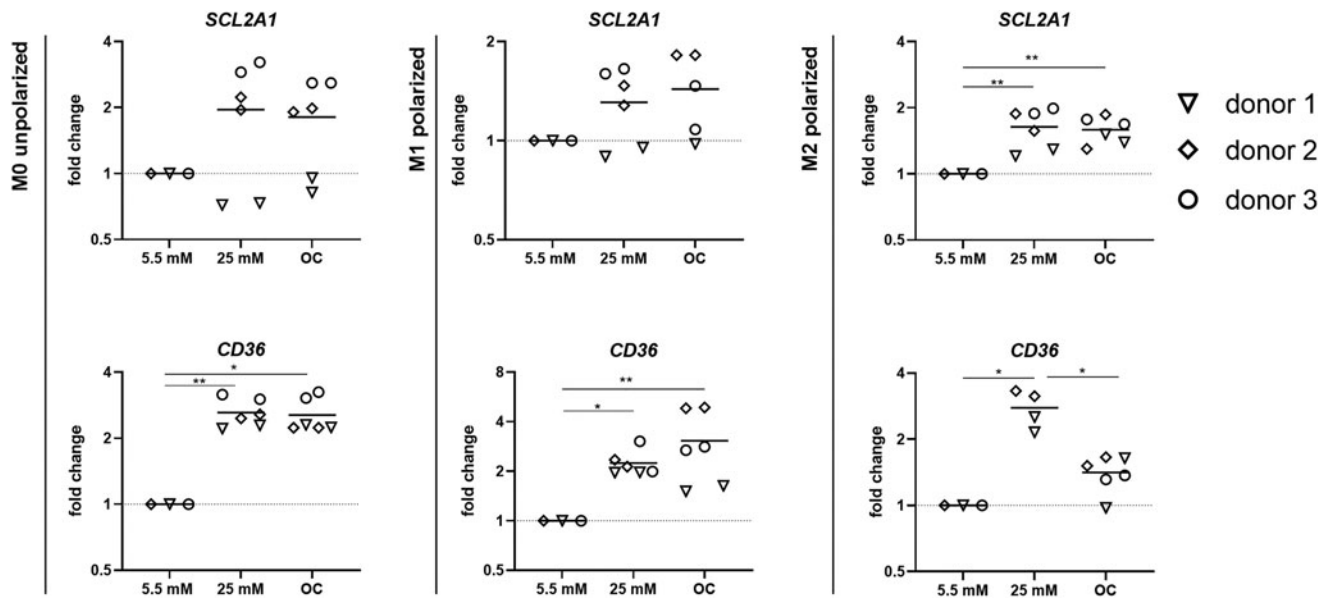 M0 unpolarized
SCL2A1
fold change
4
2
1
0.5
5.5 mM 25 mM OC
M1 polarized
SCL2A1
fold change
2
1
0.5
5.5 mM 25 mM OC
M2 polarized
SCL2A1
fold change
4
2
1
0.5
**
**
5.5 mM 25 mM OC
donor 1
donor 2
donor 3
CD36
fold change
4
2
1
0.5
*
**
5.5 mM 25 mM OC
CD36
fold change
8
4
2
1
0.5
**
*
5.5 mM 25 mM OC
CD36
fold change
4
2
1
0.5
* *
5.5 mM 25 mM OC